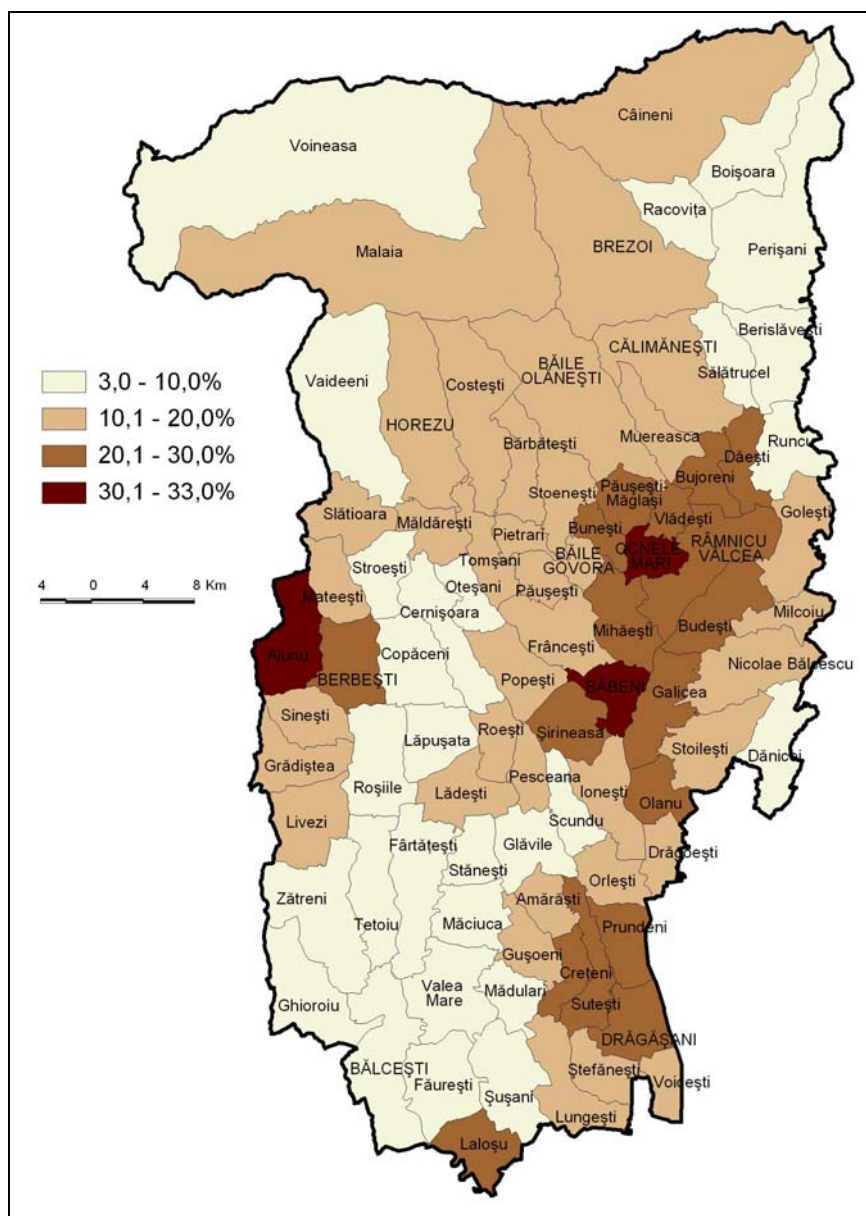 Câineni
Voineasa
Boişoara
Racoviţa
BREZOI
Perişani
Malaia
Berislăveşti
CĂLIMĂNEŞTI
BĂILE
OLĂNEŞTI
Sălătrucel
3,0 - 10,0%
10,1 - 20,0%
20,1 - 30,0%
30,1 - 33,0%
Vaideeni
Costeşti
HOREZU
Bărbăteşti
Muereasca
Runcu
Dăeşti
Bujoreni
Stoeneşti
Păuşeşti-
Măglaşi
Goleşti
Slătioara
Măldăreşti
Pietrari
Buneşti
Vlădeşti
RÂMNICU
VÂLCEA
OCNELE
MARI
BĂILE
GOVORA
Stroeşti
Tomşani
Oteşani
Păuşeşti
4 0 4 8 Km
Mateeşti
Cernişoara
Milcoiu
Mihăeşti
Budeşti
Alunu
Copăceni
Frânceşti
Nicolae Bălcescu
BERBEŞTI
Popeşti
BĂBENI
Galicea
Sineşti
Roeşti
Şirineasa
Stoileşti
Dănicei
Lăpuşata
Grădiştea
Pesceana
Roşiile
Lădeşti
Ioneşti
Olanu
Livezi
Scundu
Fârtăţeşti
Glăvile
Drăgoeşti
Stăneşti
Orleşti
Zătreni
Amărăşti
Tetoiu
Măciuca
Prundeni
Guşoeni
Creţeni
Valea
Mare
Mădulari
Ghioroiu
Suteşti
DRĂGĂŞANI
BĂLCEŞTI
Ştefăneşti
Făureşti
Voiceşti
Şuşani
Lungeşti
Laloşu